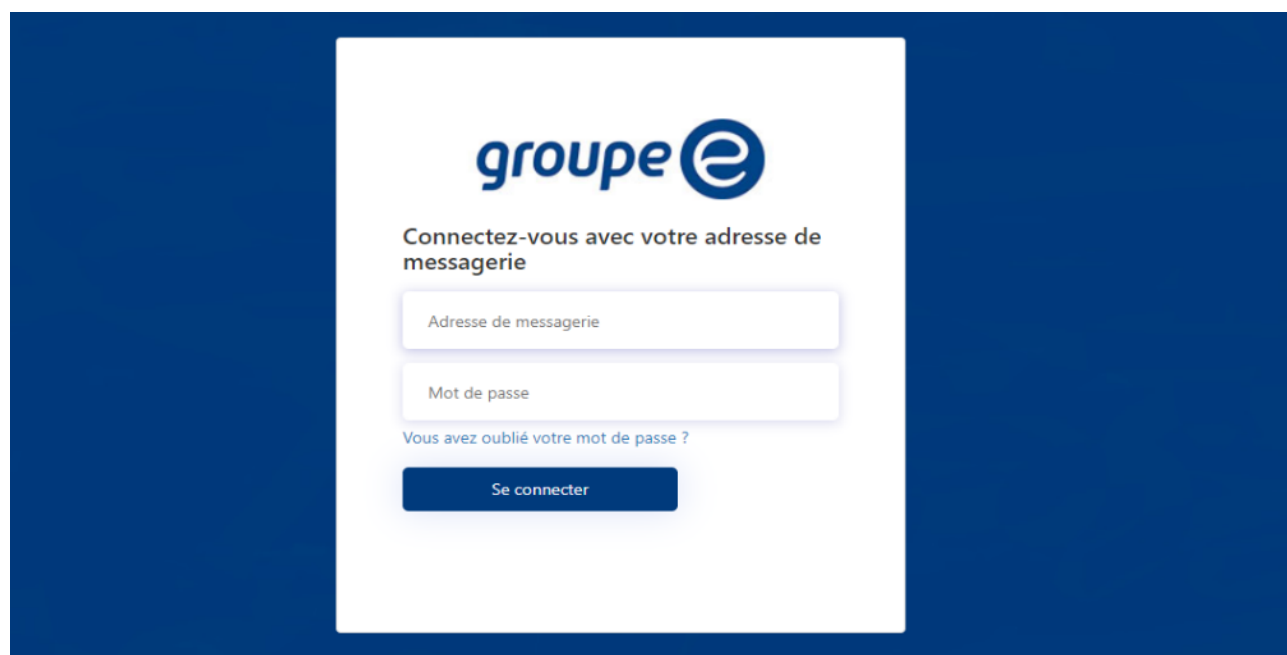 groupe e
Connectez-vous avec votre adresse de
messagerie
Adresse de messagerie
Mot de passe
Vous avez oublié votre mot de passe ?
Se connecter